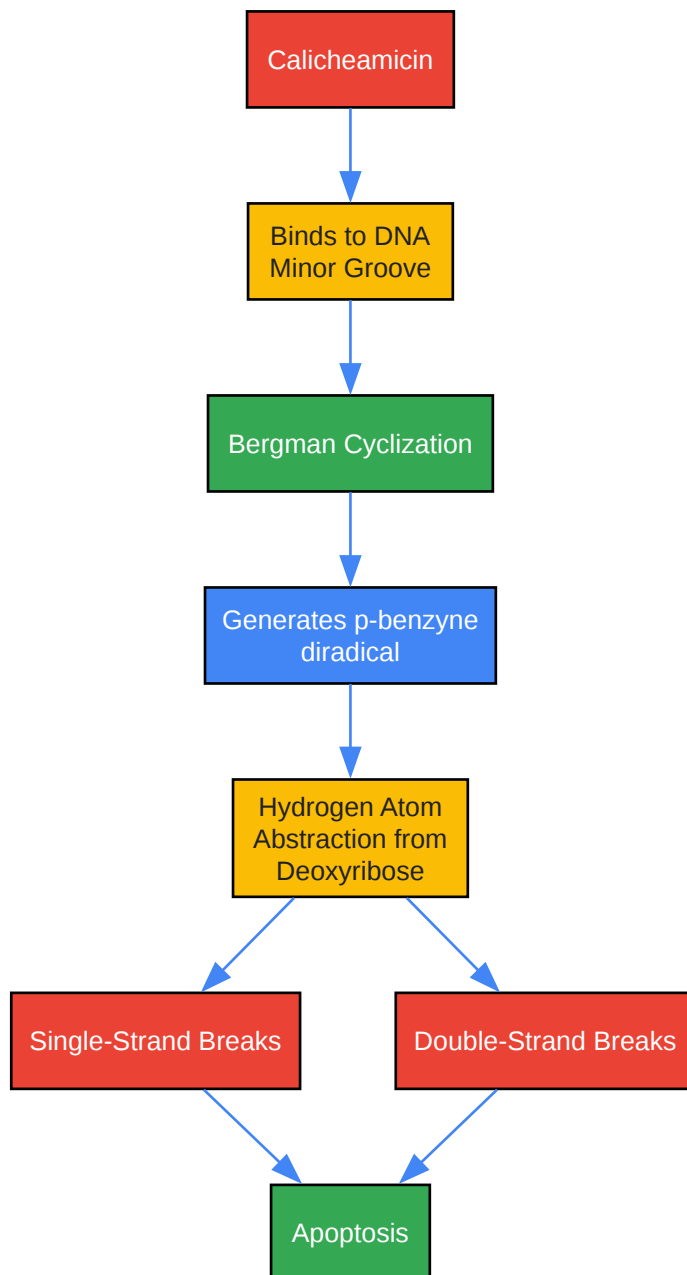 Calicheamicin
Binds to DNA
Minor Groove
Bergman Cyclization
Generates p-benzyne
diradical
Hydrogen Atom
Abstraction from
Deoxyribose
Single-Strand Breaks
Double-Strand Breaks
Apoptosis